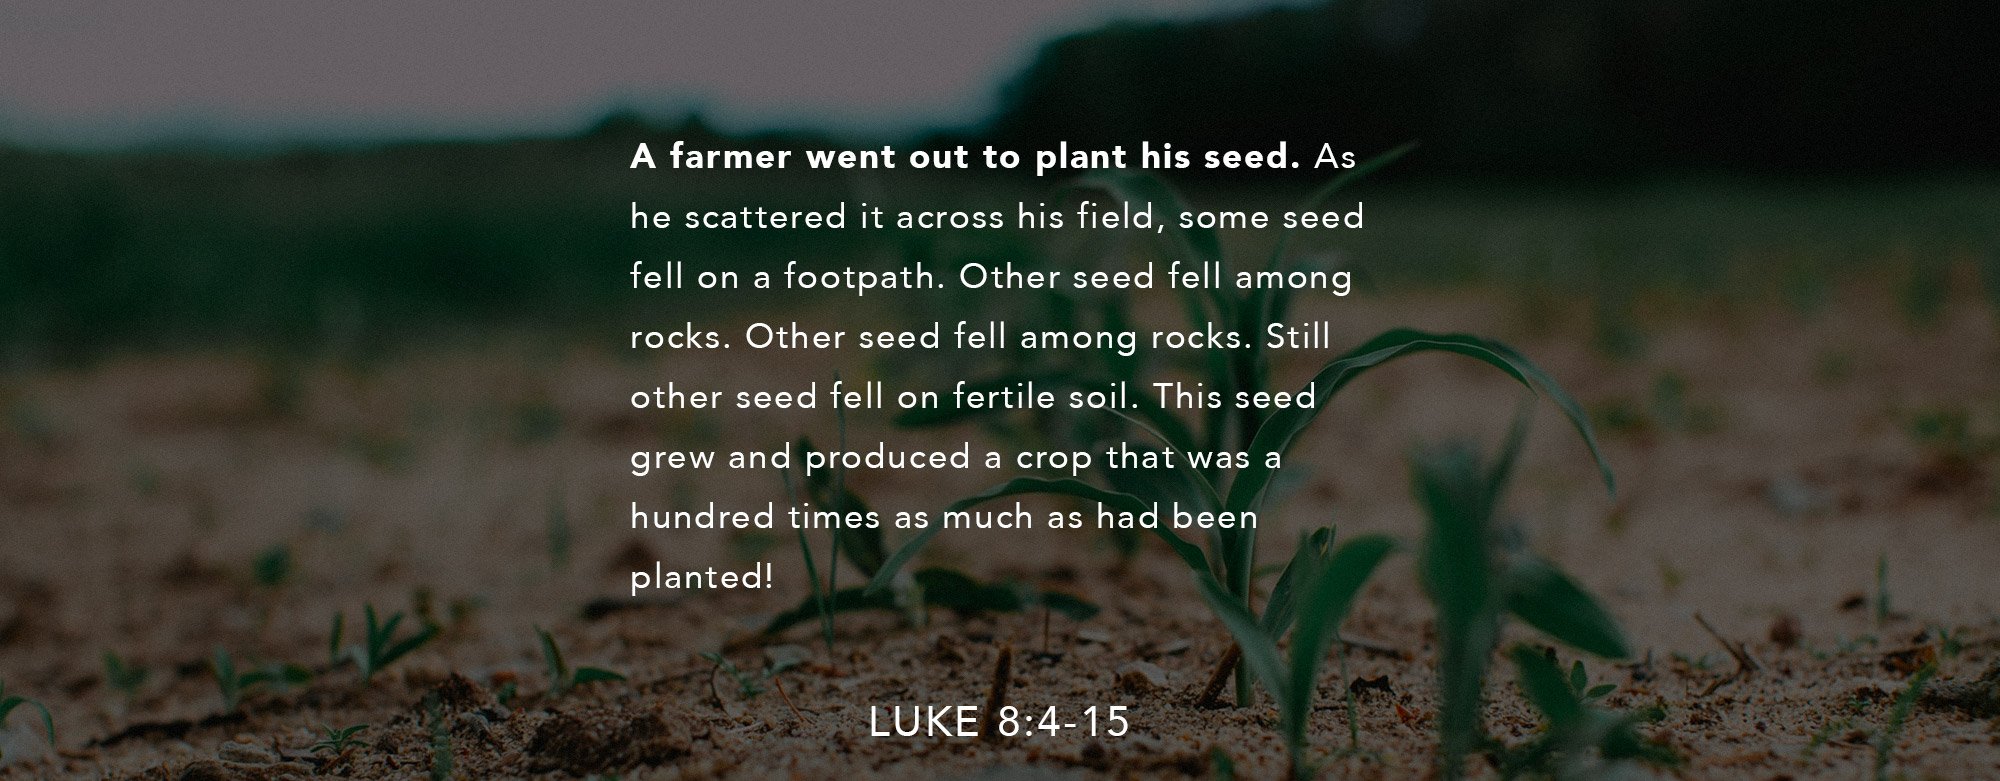 A farmer went out to plant his seed. As
he scattered it across his field, some seed
fell on a footpath. Other seed fell among
rocks. Other seed fell among rocks. Still
other seed fell on fertile soil. This seed
grew and produced a crop that was a
hundred times as much as had been
planted!
LUKE 8:4-15